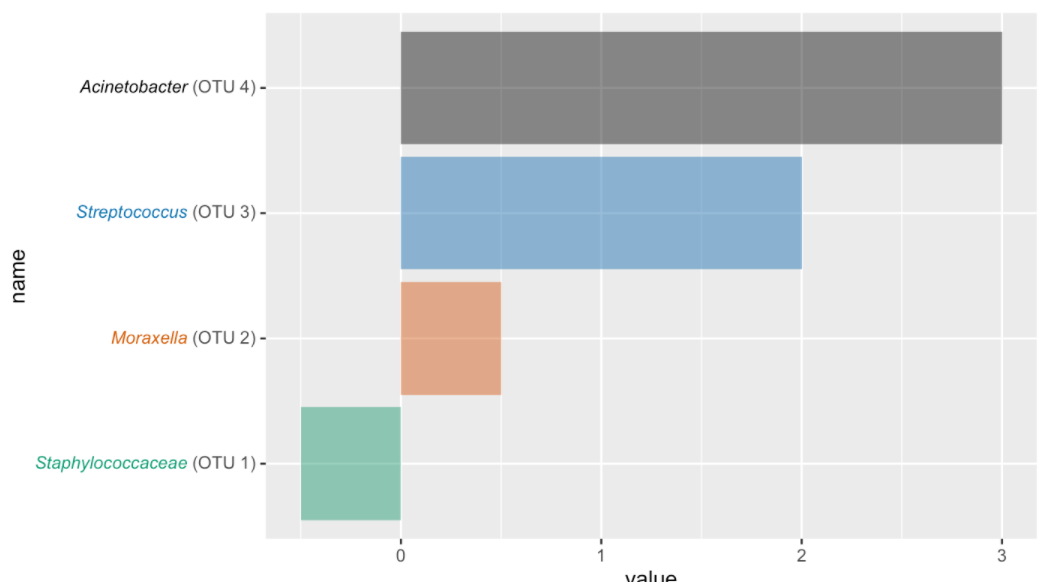 Acinetobacter (OTU 4)
Streptococcus (OTU 3)
name
Moraxella (OTU 2)
Staphylococcaceae (OTU 1)
0 1 2 3
value